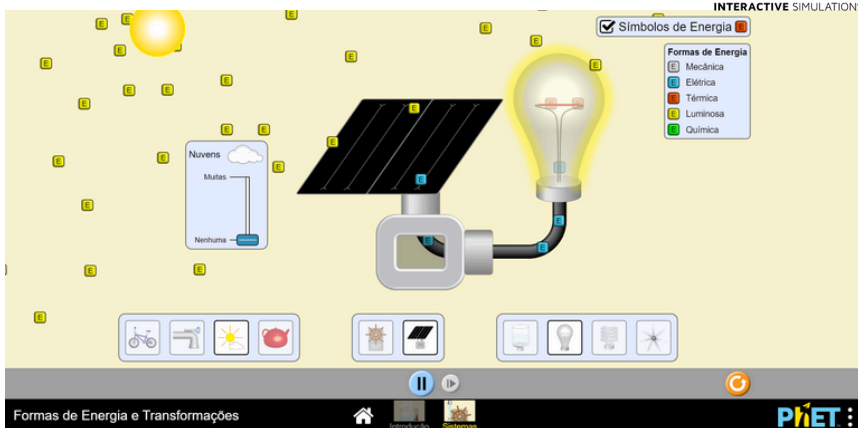 INTERACTIVE SIMULATIONS
Símbolos de Energia E
Formas de Energia
E Mecânica
E Elétrica
E Térmica
E Luminosa
E Química
Nuvens
Muitas
Nenhuma
Formas de Energia e Transformações
Introdução
Sistemas
PhET